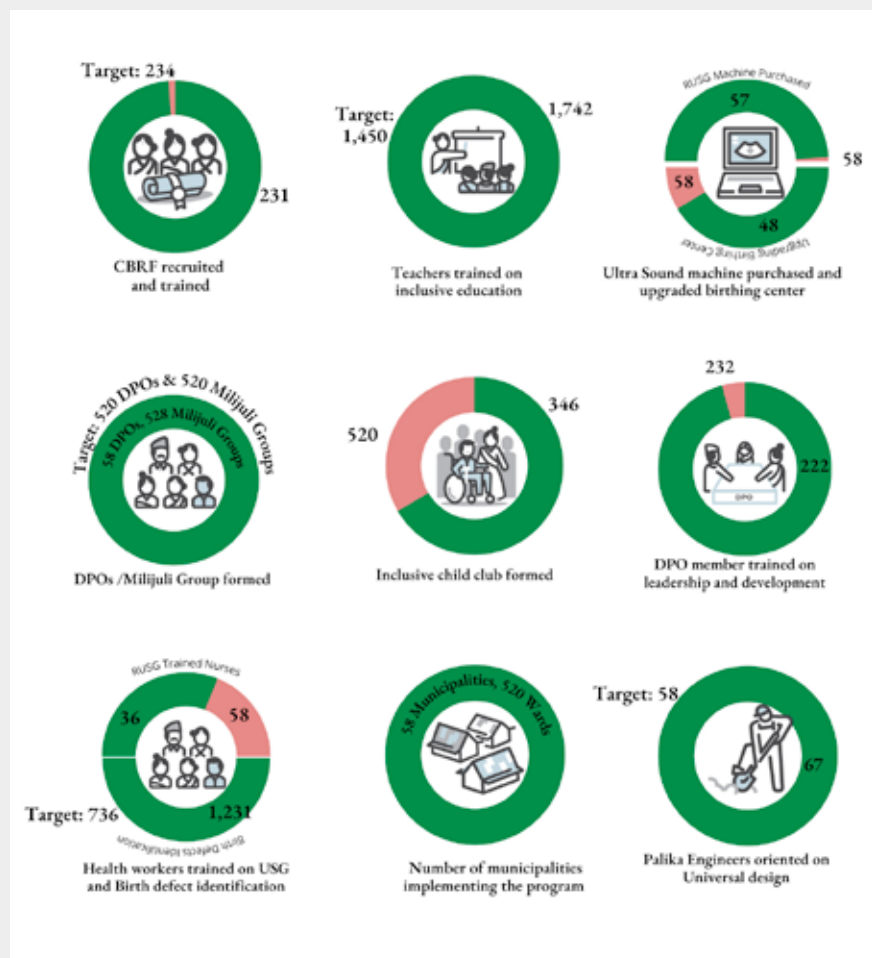 Target: 234
231
CBRF recruited
and trained
Target:
1,450
1,742
Teachers trained on
inclusive education
RUSG Machine Purchased
57
58
58
48
Upgrading Birthing Center
Ultra Sound machine purchased and
upgraded birthing center
Target: 520 DPOs & 520 Milijuli Groups
58 DPOs, 528 Milijuli Groups
DPOs /Milijuli Group formed
520
346
Inclusive child club formed
232
222
DPO
DPO member trained on
leadership and development
RUSG Trained Nurses
36
58
Target: 736
1,231
Birth Defects Identification
Health workers trained on USG
and Birth defect identification
58 Municipalities, 520 Wards
Number of municipalities
implementing the program
Target: 58
67
Palika Engineers oriented on
Universal design